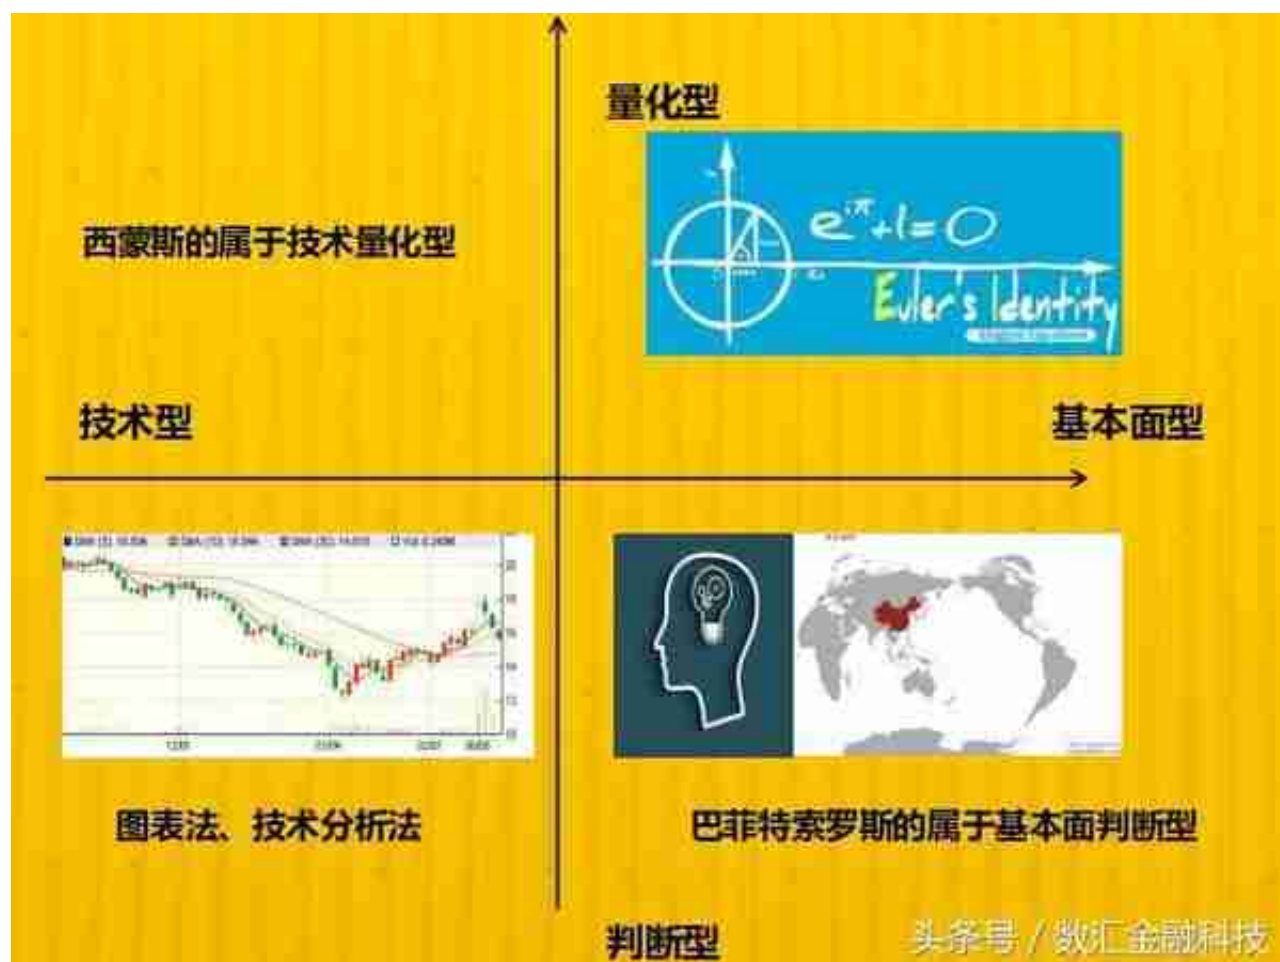 量化型
e^iπ+1=0
Euler's Identity
西蒙斯的属于技术量化型
技术型
基本面型
图表法、技术分析法
巴菲特索罗斯的属于基本面判断型
判断型
头条号 / 数汇金融科技